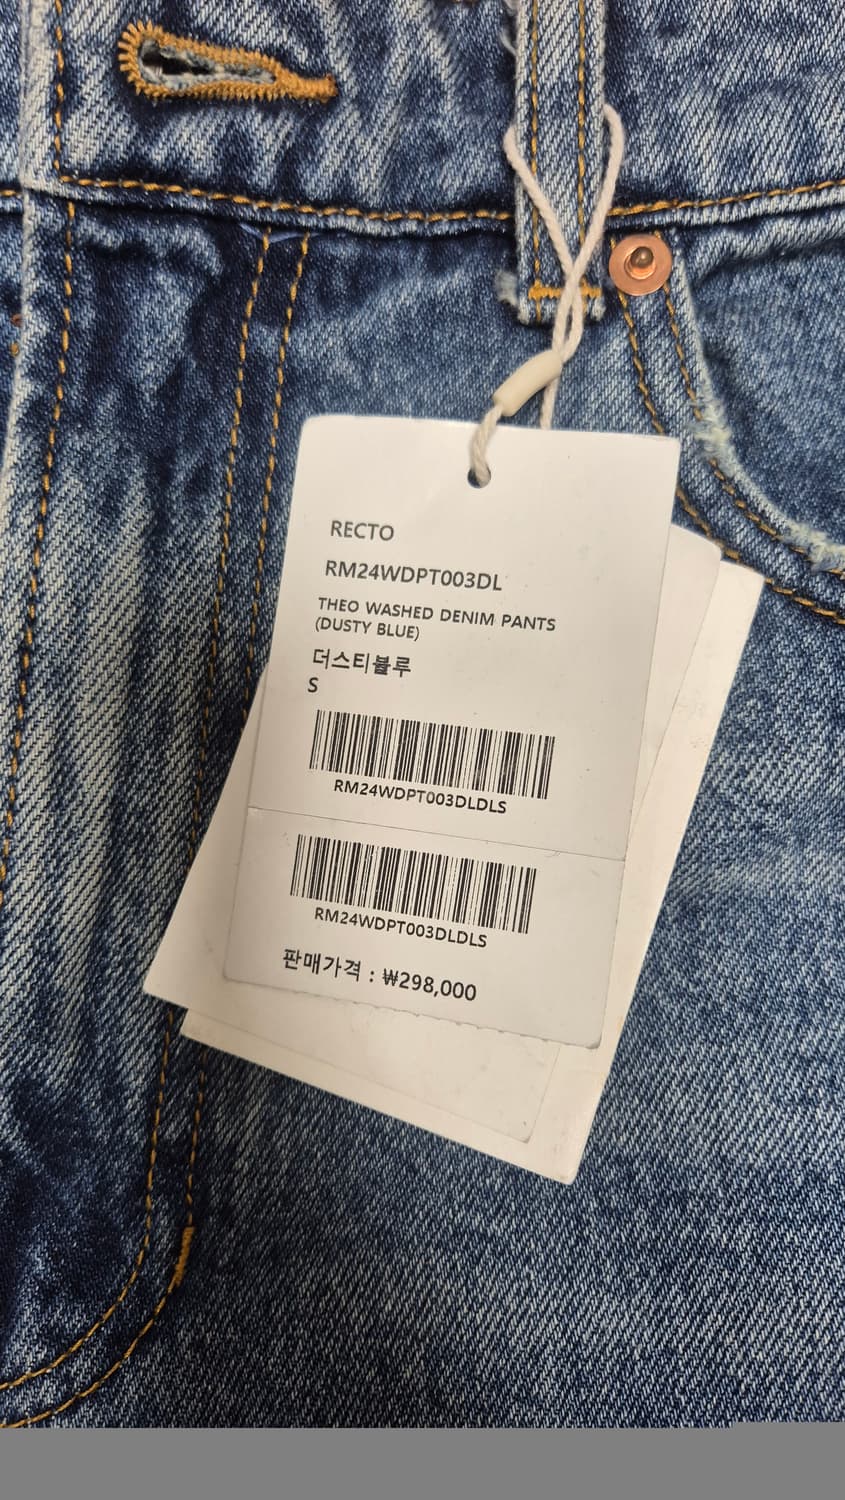 RECTO
RM24WDPT003DL
THEO WASHED DENIM PANTS
(DUSTY BLUE)
더스티블루
S
RM24WDPT003DLDLS
RM24WDPT003DLDLS
판매가격 : ₩298,000